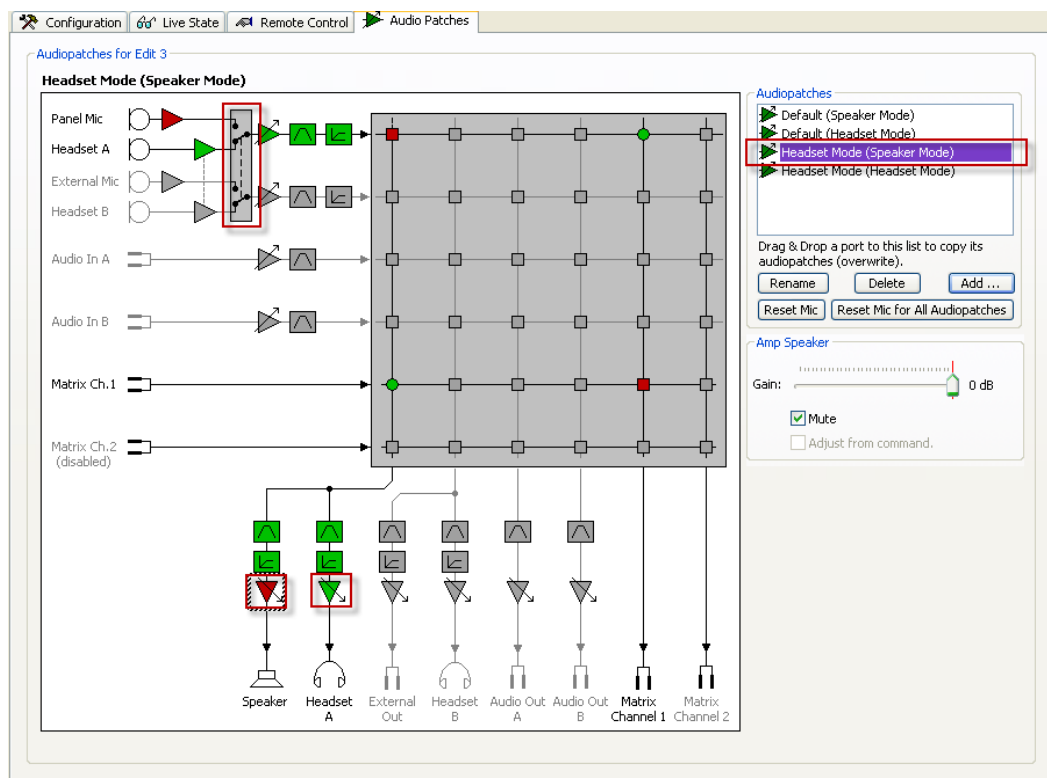 Configuration
Live State
Remote Control
Audio Patches
Audiopatches for Edit 3
Headset Mode (Speaker Mode)
Panel Mic
Headset A
External Mic
Headset B
Audio In A
Audio In B
Matrix Ch.1
Matrix Ch.2
(disabled)
Speaker
Headset
A
External
Out
Headset
B
Audio Out
A
Audio Out
B
Matrix
Channel 1
Matrix
Channel 2
Audiopatches
Default (Speaker Mode)
Default (Headset Mode)
Headset Mode (Speaker Mode)
Headset Mode (Headset Mode)
Drag & Drop a port to this list to copy its
audiopatches (overwrite).
Rename
Delete
Add ...
Reset Mic
Reset Mic for All Audiopatches
Amp Speaker
Gain:
0 dB
Mute
Adjust from command.